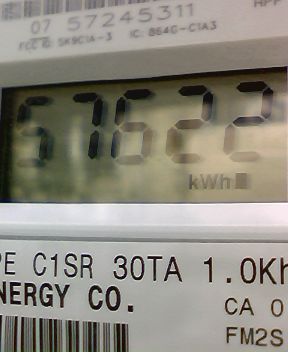 HPP
07 57245311
FCC ID: SK9C1A-3 IC: 864G-C1A3
57622
kWh
PE C1SR 30TA 1.0Kh
NERGY CO.
CA 0
FM2S